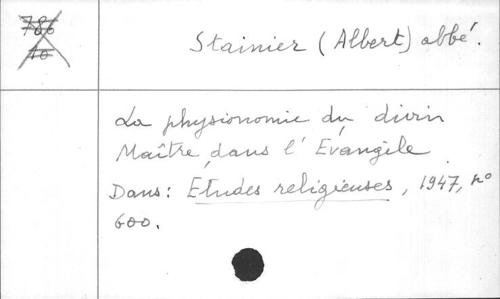 786
10
Stainier (Albert) abbé.
La physionomie du divin
Maître dans l'Evangile
Dans: Etudes religieuses, 1947, n°
600.